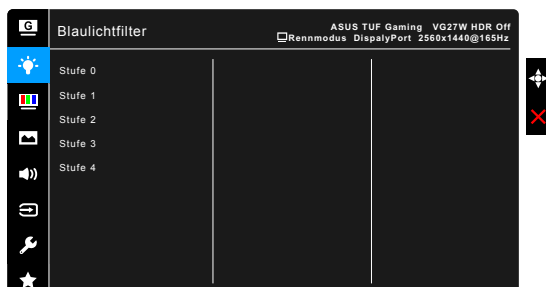 G
Blaulichtfilter
ASUS TUF Gaming VG27W HDR Off
Rennmodus DispalyPort 2560x1440@165Hz
Stufe 0
Stufe 1
Stufe 2
Stufe 3
Stufe 4